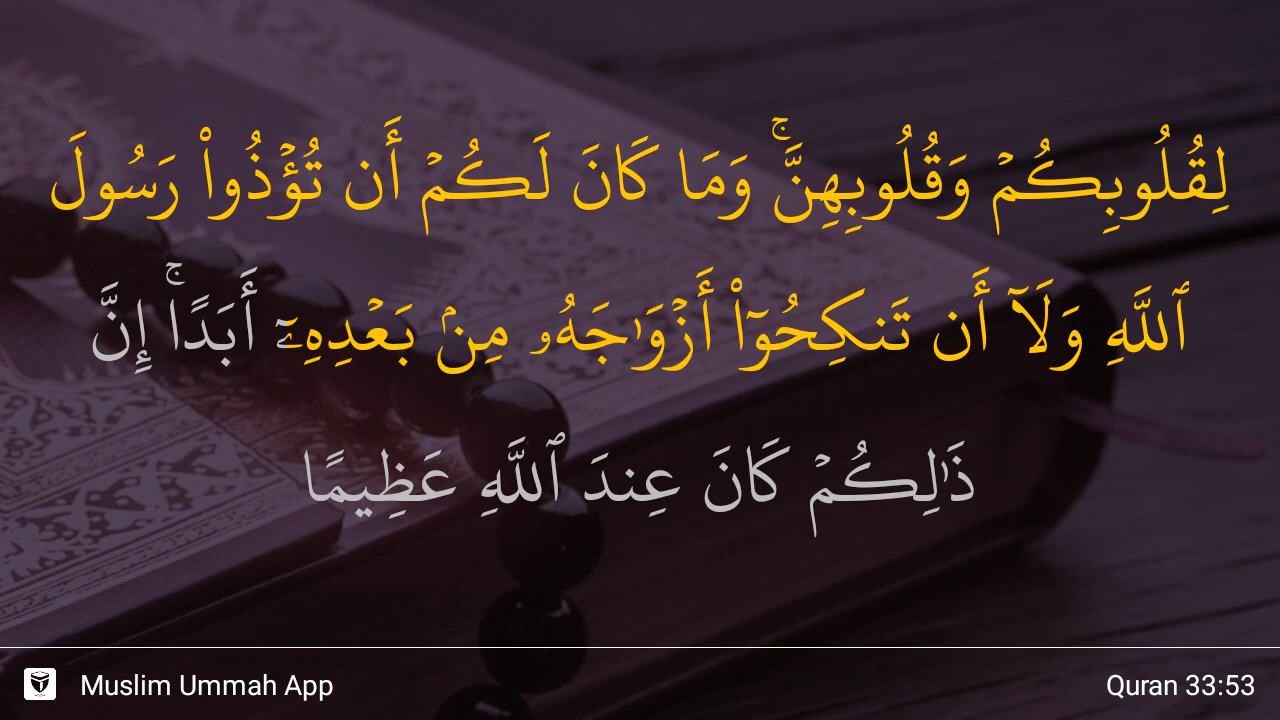 لِقُلُوبِكُمْ وَقُلُوبِهِنَّ ۚ وَمَا كَانَ لَكُمْ أَن تُؤْذُوا۟ رَسُولَ
ٱللَّهِ وَلَآ أَن تَنكِحُوٓا۟ أَزْوَٰجَهُۥ مِنۢ بَعْدِهِۦٓ أَبَدًا ۚ إِنَّ
ذَٰلِكُمْ كَانَ عِندَ ٱللَّهِ عَظِيمًا
Muslim Ummah App
Quran 33:53